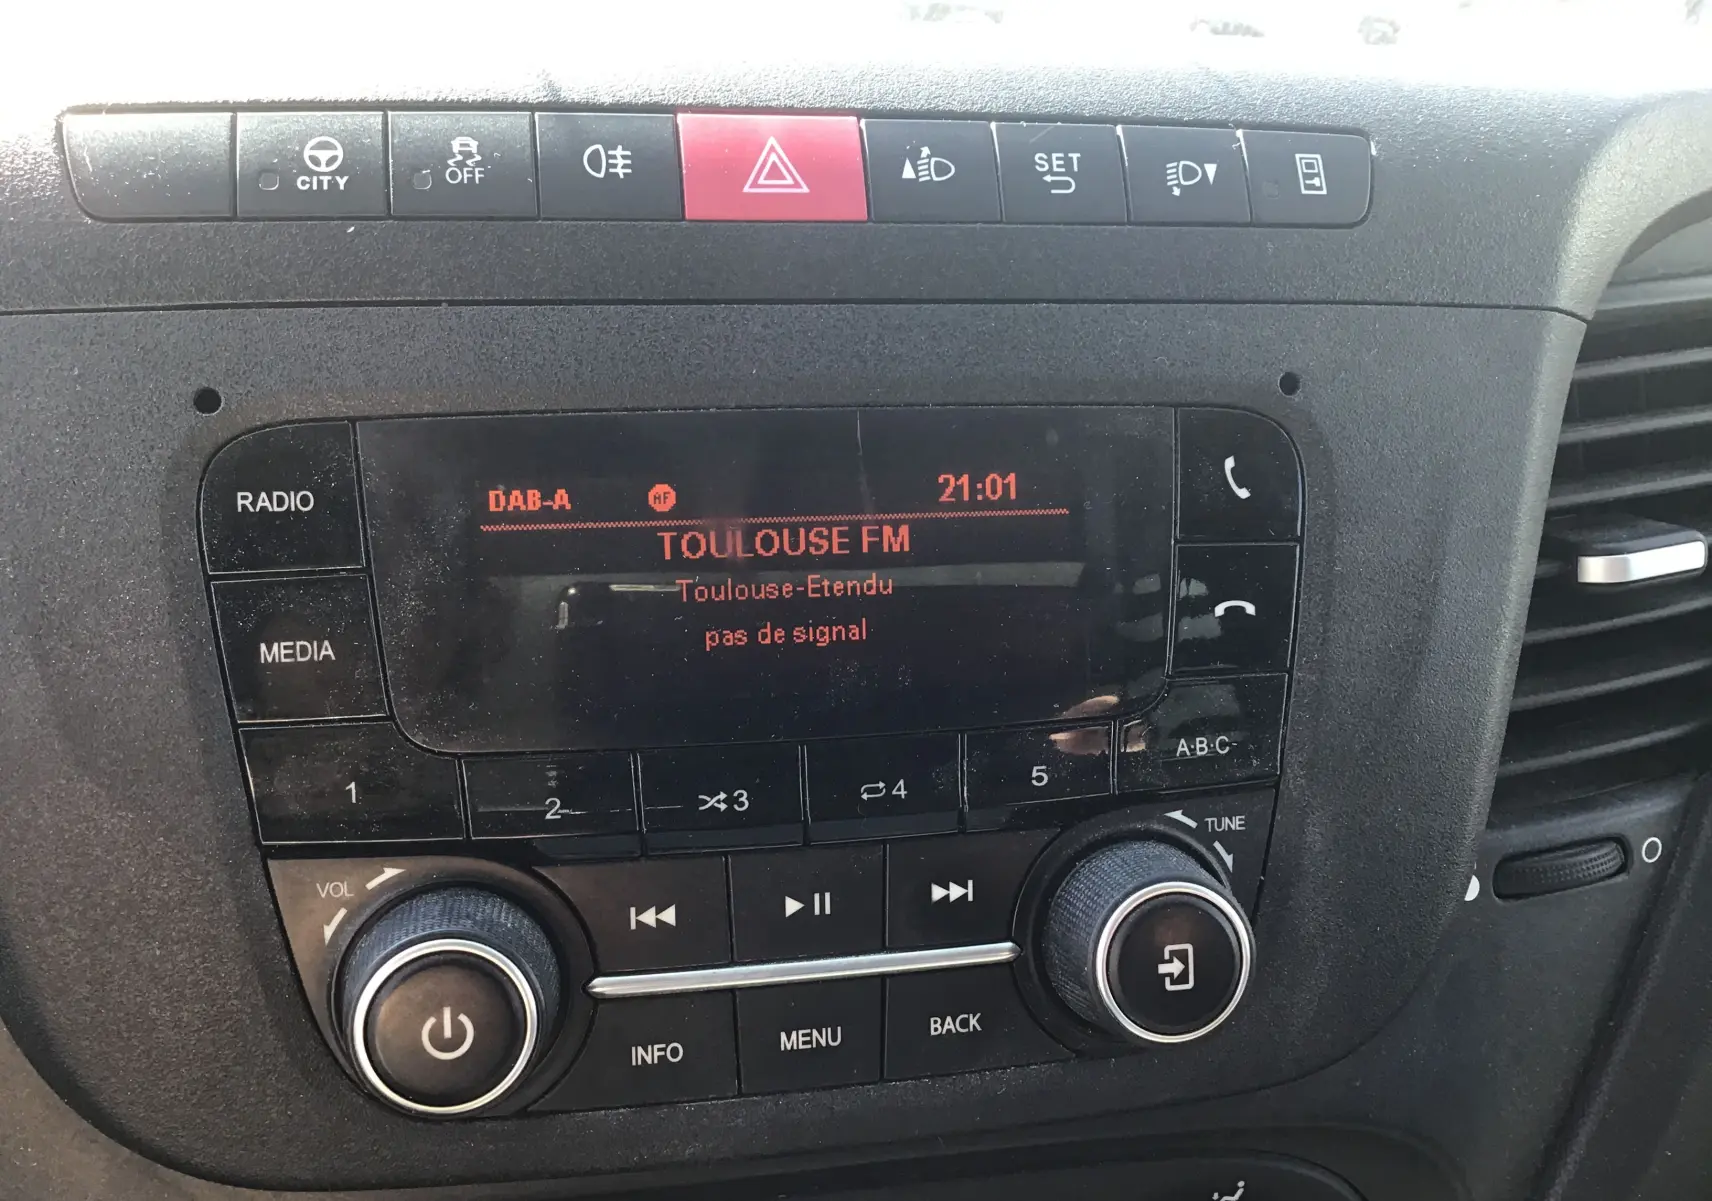 CITY
OFF
SET
RADIO
DAB-A AF 21:01
TOULOUSE FM
Toulouse-Etendu
pas de signal
MEDIA
1 2 3 4 5 A-B-C
VOL
TUNE
INFO MENU BACK